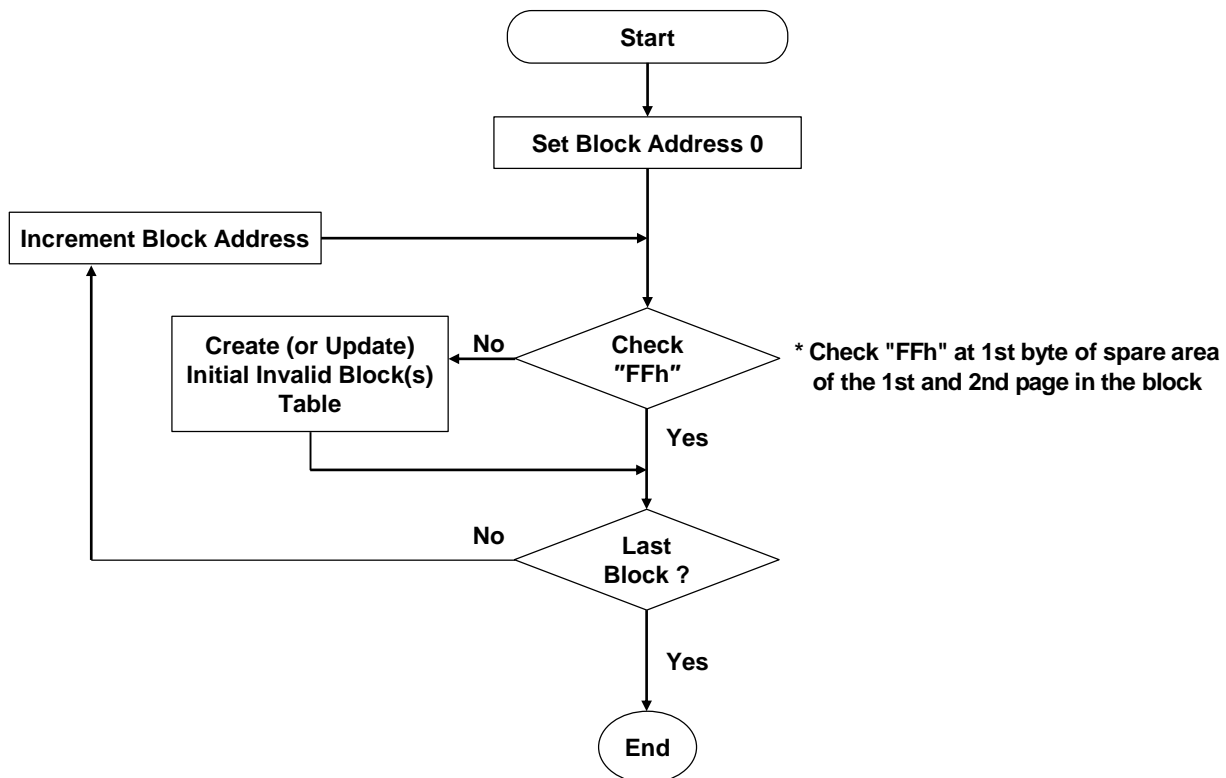 Start
Set Block Address 0
Increment Block Address
Create (or Update)
Initial Invalid Block(s)
Table
No
Check
"FFh"
* Check "FFh" at 1st byte of spare area
of the 1st and 2nd page in the block
Yes
No
Last
Block ?
Yes
End